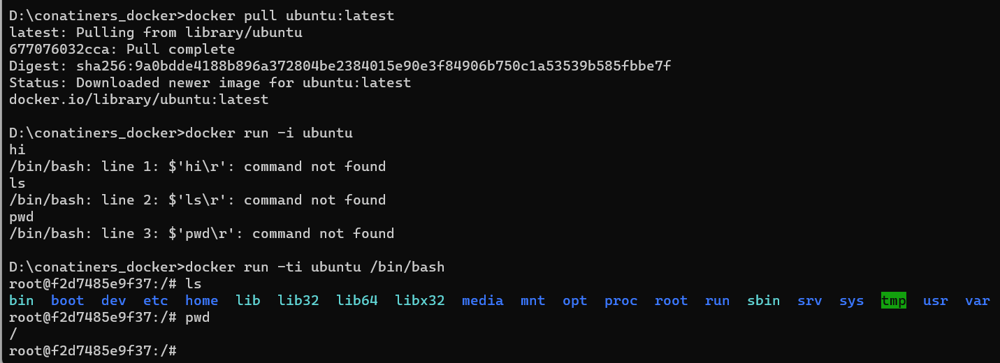 D:\conatiners_docker>docker pull ubuntu:latest
latest: Pulling from library/ubuntu
677076032cca: Pull complete
Digest: sha256:9a0bdde4188b896a372804be2384015e90e3f84906b750c1a53539b585fbbe7f
Status: Downloaded newer image for ubuntu:latest
docker.io/library/ubuntu:latest
D:\conatiners_docker>docker run -i ubuntu
hi
/bin/bash: line 1: $'hi\r': command not found
ls
/bin/bash: line 2: $'ls\r': command not found
pwd
/bin/bash: line 3: $'pwd\r': command not found
D:\conatiners_docker>docker run -ti ubuntu /bin/bash
root@f2d7485e9f37:/# ls
bin  boot  dev  etc  home  lib  lib32  lib64  libx32  media  mnt  opt  proc  root  run  sbin  srv  sys  tmp  usr  var
root@f2d7485e9f37:/# pwd
/
root@f2d7485e9f37:/#